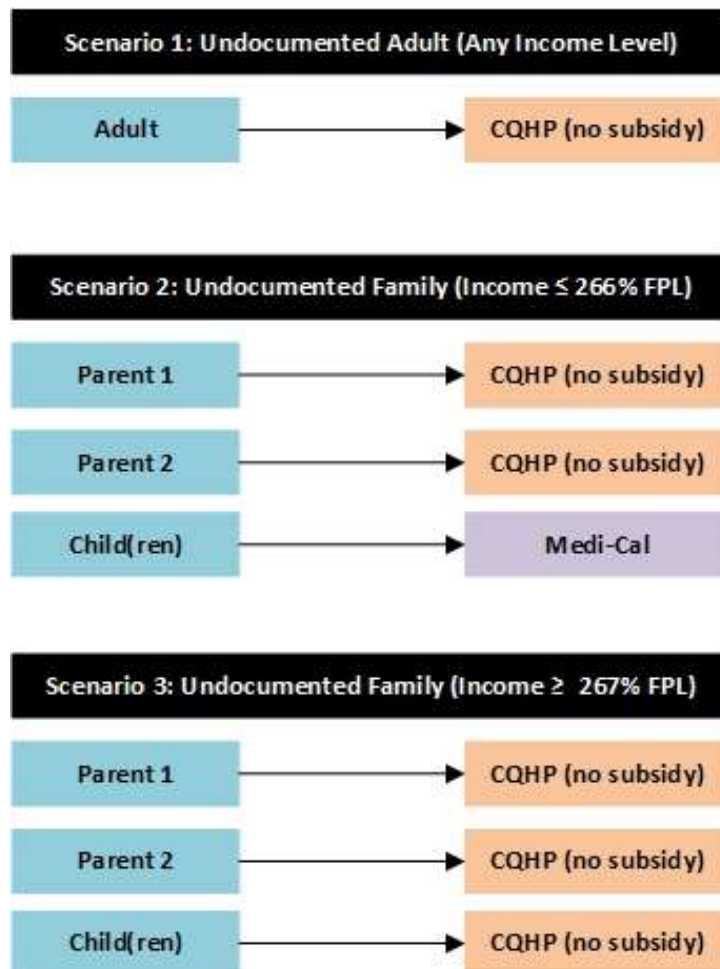 Scenario 1: Undocumented Adult (Any Income Level)
Adult
CQHP (no subsidy)
Scenario 2: Undocumented Family (Income ≤ 266% FPL)
Parent 1
CQHP (no subsidy)
Parent 2
CQHP (no subsidy)
Child(ren)
Medi-Cal
Scenario 3: Undocumented Family (Income ≥ 267% FPL)
Parent 1
CQHP (no subsidy)
Parent 2
CQHP (no subsidy)
Child(ren)
CQHP (no subsidy)